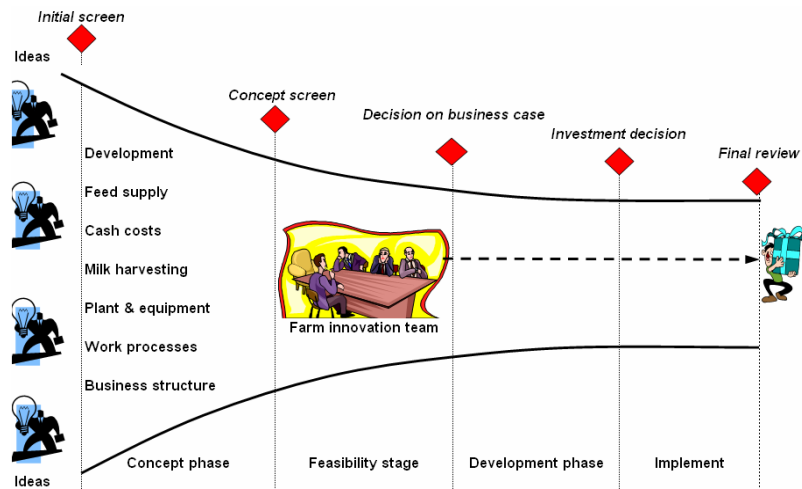 Initial screen
Ideas
Concept screen
Decision on business case
Investment decision
Final review
Development
Feed supply
Cash costs
Milk harvesting
Plant & equipment
Work processes
Business structure
Farm innovation team
Concept phase
Feasibility stage
Development phase
Implement
Ideas